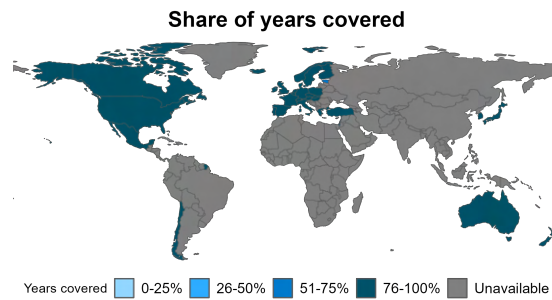 Share of years covered
Years covered 0-25% 26-50% 51-75% 76-100% Unavailable